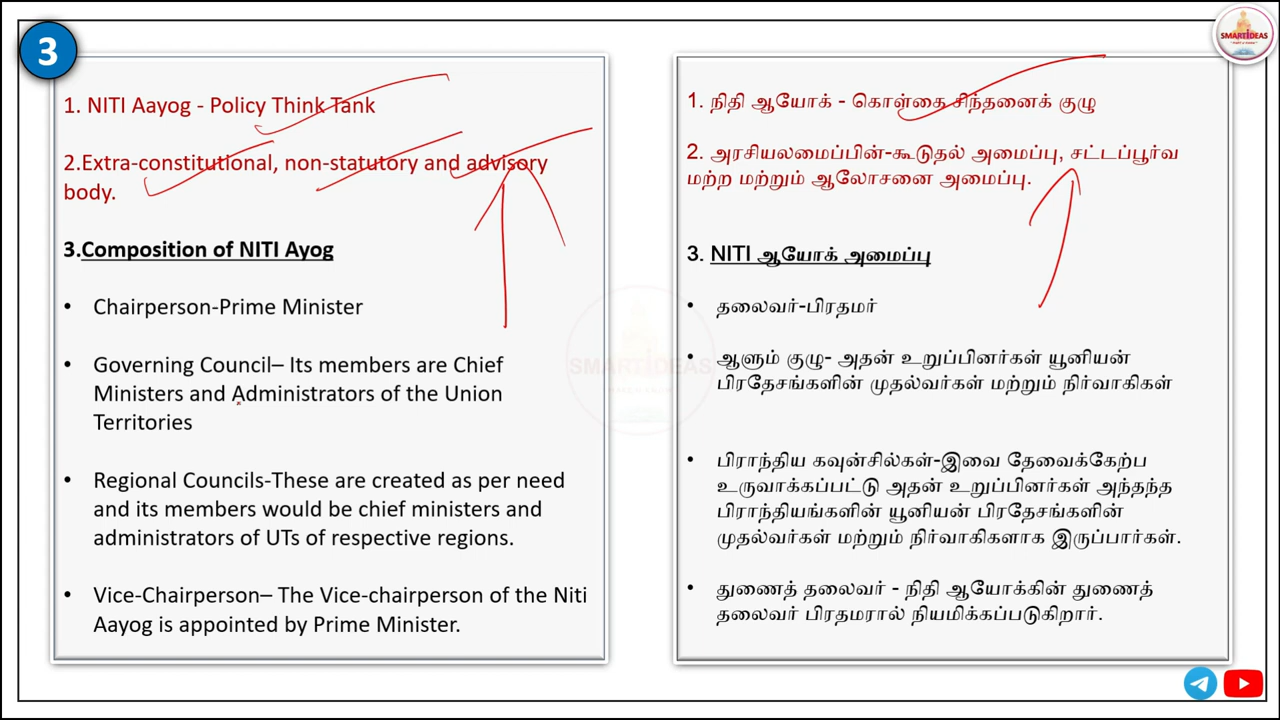 3
SMARTIDEAS
1. NITI Aayog - Policy Think Tank
2.Extra-constitutional, non-statutory and advisory
body.
3.Composition of NITI Ayog
• Chairperson-Prime Minister
• Governing Council– Its members are Chief
Ministers and Administrators of the Union
Territories
• Regional Councils-These are created as per need
and its members would be chief ministers and
administrators of UTs of respective regions.
• Vice-Chairperson– The Vice-chairperson of the Niti
Aayog is appointed by Prime Minister.
1. நிதி ஆயோக் - கொள்கை சிந்தனைக் குழு
2. அரசியலமைப்பின்-கூடுதல் அமைப்பு, சட்டப்பூர்வ
மற்ற மற்றும் ஆலோசனை அமைப்பு.
3. NITI ஆயோக் அமைப்பு
• தலைவர்-பிரதமர்
• ஆளும் குழு- அதன் உறுப்பினர்கள் யூனியன்
பிரதேசங்களின் முதல்வர்கள் மற்றும் நிர்வாகிகள்
• பிராந்திய கவுன்சில்கள்-இவை தேவைக்கேற்ப
உருவாக்கப்பட்டு அதன் உறுப்பினர்கள் அந்தந்த
பிராந்தியங்களின் யூனியன் பிரதேசங்களின்
முதல்வர்கள் மற்றும் நிர்வாகிகளாக இருப்பார்கள்.
• துணைத் தலைவர் - நிதி ஆயோக்கின் துணைத்
தலைவர் பிரதமரால் நியமிக்கப்படுகிறார்.
SMARTIDEAS